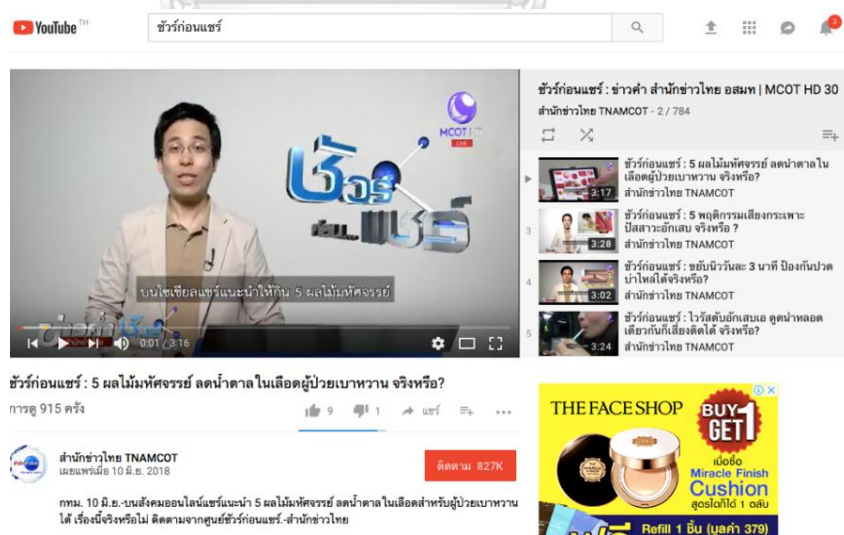 YouTube TH
ชัวร์ก่อนแชร์
3
MCOT HD
LIVE
ชัวร์
ก่อน... แชร์
บนโซเชียลแชร์แนะนำให้กิน 5 ผลไม้มหัศจรรย์
0:01 / 3:16
ชัวร์ก่อนแชร์ : ข่าวค่ำ สำนักข่าวไทย อสมท | MCOT HD 30
สำนักข่าวไทย TNAMCOT - 2 / 784
ชัวร์ก่อนแชร์ : 5 ผลไม้มหัศจรรย์ ลดน้ำตาลใน
เลือดผู้ป่วยเบาหวาน จริงหรือ?
สำนักข่าวไทย TNAMCOT
3:17
3
ชัวร์ก่อนแชร์ : 5 พฤติกรรมเสี่ยงกระเพาะ
ปัสสาวะอักเสบ จริงหรือ ?
สำนักข่าวไทย TNAMCOT
3:28
4
ชัวร์ก่อนแชร์ : ขยับนิ้ววันละ 3 นาที ป้องกันปวด
บ่าไหล่ได้จริงหรือ?
สำนักข่าวไทย TNAMCOT
3:02
5
ชัวร์ก่อนแชร์ : ไวรัสตับอักเสบเอ ดูดน้ำหลอด
เดียวกันก็เสี่ยงติดได้ จริงหรือ?
สำนักข่าวไทย TNAMCOT
3:24
ชัวร์ก่อนแชร์ : 5 ผลไม้มหัศจรรย์ ลดน้ำตาลในเลือดผู้ป่วยเบาหวาน จริงหรือ?
การดู 915 ครั้ง
9 1 แชร์
สำนักข่าวไทย TNAMCOT
เผยแพร่เมื่อ 10 มิ.ย. 2018
ติดตาม 827K
กทม. 10 มิ.ย.-บนสังคมออนไลน์แชร์แนะนำ 5 ผลไม้มหัศจรรย์ ลดน้ำตาลในเลือดสำหรับผู้ป่วยเบาหวาน
ได้ เรื่องนี้จริงหรือไม่ ติดตามจากศูนย์ชัวร์ก่อนแชร์.-สำนักข่าวไทย
THE FACE SHOP
BUY 1
GET 1
เมื่อซื้อ
Miracle Finish
Cushion
สูตรใดก็ได้ 1 ตลับ
ฟรี
Refill 1 ชิ้น (มูลค่า 379)